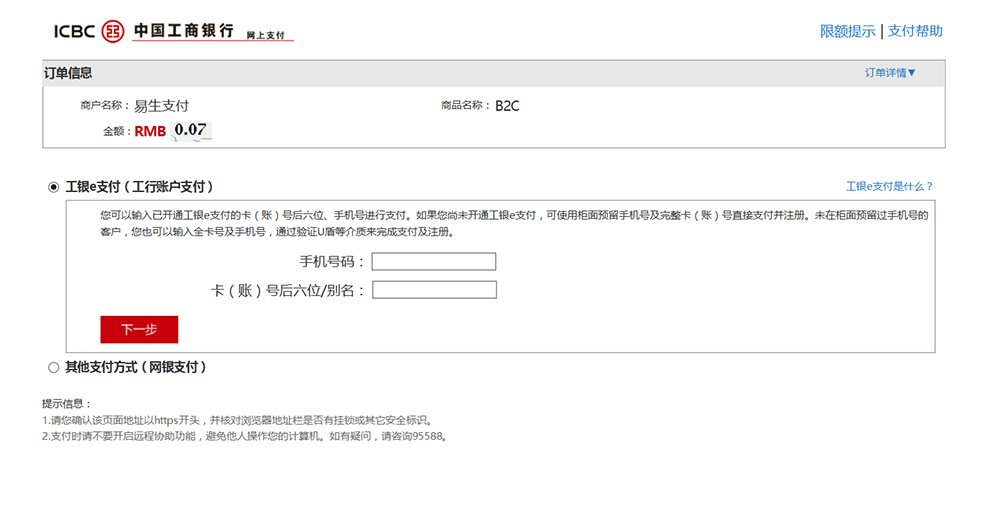 ICBC 中国工商银行 网上支付
限额提示 | 支付帮助
订单信息 订单详情▼
商户名称： 易生支付 商品名称： B2C
金额： RMB 0.07
工银e支付（工行账户支付） 工银e支付是什么？
您可以输入已开通工银e支付的卡（账）号后六位、手机号进行支付。如果您尚未开通工银e支付，可使用柜面预留手机号及完整卡（账）号直接支付并注册。未在柜面预留过手机号的
客户，您也可以输入全卡号及手机号，通过验证U盾等介质来完成支付及注册。
手机号码：
卡（账）号后六位/别名：
下一步
其他支付方式（网银支付）
提示信息：
1.请您确认该页面地址以https开头，并核对浏览器地址栏是否有挂锁或其它安全标识。
2.支付时请不要开启远程协助功能，避免他人操作您的计算机。如有疑问，请咨询95588。